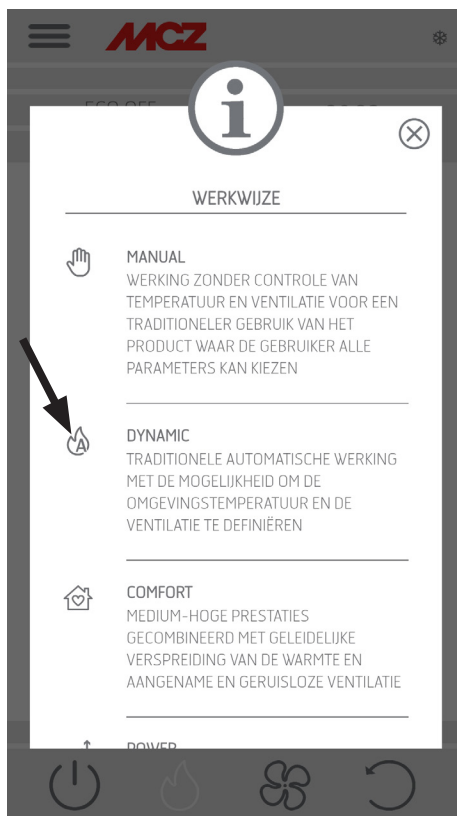 MCZ
WERKWIJZE
MANUAL
WERKING ZONDER CONTROLE VAN
TEMPERATUUR EN VENTILATIE VOOR EEN
TRADITIONELER GEBRUIK VAN HET
PRODUCT WAAR DE GEBRUIKER ALLE
PARAMETERS KAN KIEZEN
A
DYNAMIC
TRADITIONELE AUTOMATISCHE WERKING
MET DE MOGELIJKHEID OM DE
OMGEVINGSTEMPERATUUR EN DE
VENTILATIE TE DEFINIËREN
COMFORT
MEDIUM-HOGE PRESTATIES
GECOMBINEERD MET GELEIDELIJKE
VERSPREIDING VAN DE WARMTE EN
AANGENAME EN GERUISLOZE VENTILATIE
POWER